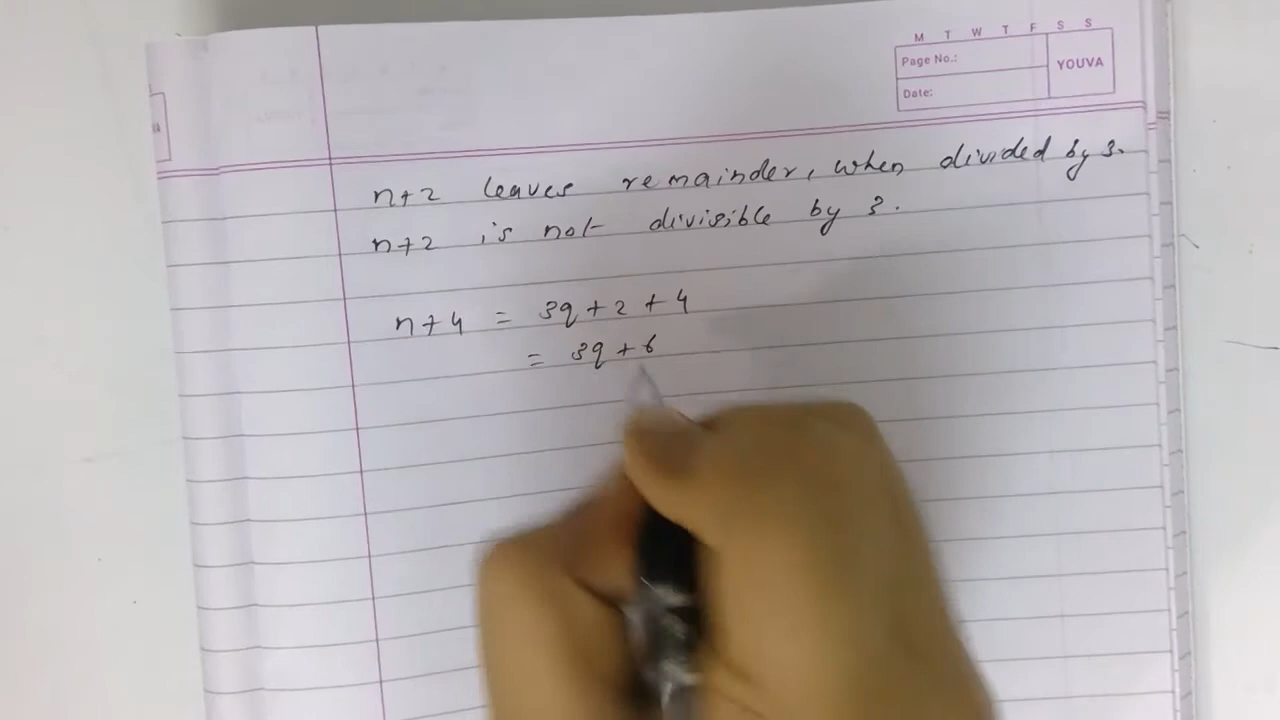 M T W T F S S
Page No.:
YOUVA
Date:
n+2 leaves remainder, when divided by 3.
n+2 is not divisible by 3.
n+4 = 3q+2+4
= 3q+6